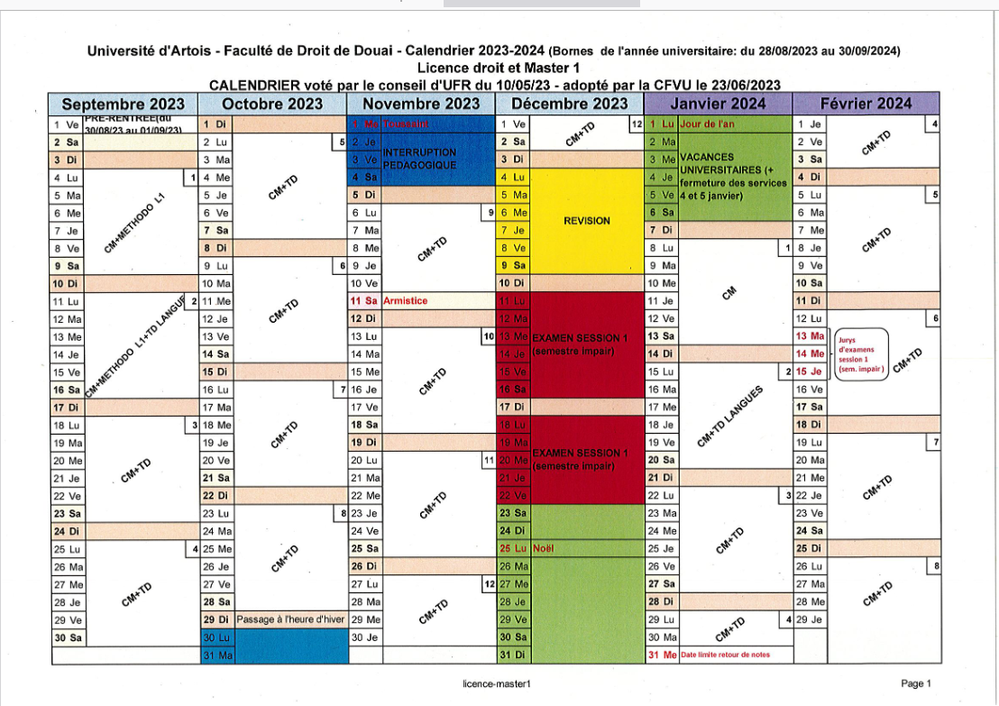 Université d'Artois - Faculté de Droit de Douai - Calendrier 2023-2024 (Bornes de l'année universitaire: du 28/08/2023 au 30/09/2024)
Licence droit et Master 1
CALENDRIER voté par le conseil d'UFR du 10/05/23 - adopté par la CFVU le 23/06/2023
Septembre 2023
1 Ve PRE-RENTREE(du
30/08/23 au 01/09/23)
2 Sa
3 Di
4 Lu 1
5 Ma
6 Me
CM+METHODO L1
7 Je
8 Ve
9 Sa
10 Di
11 Lu 2
12 Ma
13 Me
CM+METHODO L1+TD LANGUE
14 Je
15 Ve
16 Sa
17 Di
18 Lu 3
19 Ma
20 Me
CM+TD
21 Je
22 Ve
23 Sa
24 Di
25 Lu 4
26 Ma
27 Me
CM+TD
28 Je
29 Ve
30 Sa
Octobre 2023
1 Di
2 Lu 5
3 Ma
4 Me
CM+TD
5 Je
6 Ve
7 Sa
8 Di
9 Lu 6
10 Ma
11 Me
CM+TD
12 Je
13 Ve
14 Sa
15 Di
16 Lu 7
17 Ma
18 Me
CM+TD
19 Je
20 Ve
21 Sa
22 Di
23 Lu 8
24 Ma
25 Me
CM+TD
26 Je
27 Ve
28 Sa
29 Di Passage à l'heure d'hiver
30 Lu
31 Ma
Novembre 2023
1 Me Toussaint
2 Je
INTERRUPTION
3 Ve
PEDAGOGIQUE
4 Sa
5 Di
6 Lu 9
7 Ma
8 Me
CM+TD
9 Je
10 Ve
11 Sa Armistice
12 Di
13 Lu 10
14 Ma
15 Me
CM+TD
16 Je
17 Ve
18 Sa
19 Di
20 Lu 11
21 Ma
22 Me
CM+TD
23 Je
24 Ve
25 Sa
26 Di
27 Lu 12
28 Ma
CM+TD
29 Me
30 Je
Décembre 2023
1 Ve 12
CM+TD
2 Sa
3 Di
4 Lu
5 Ma
6 Me
REVISION
7 Je
8 Ve
9 Sa
10 Di
11 Lu
12 Ma
13 Me EXAMEN SESSION 1
14 Je (semestre impair)
15 Ve
16 Sa
17 Di
18 Lu
19 Ma
EXAMEN SESSION 1
20 Me
(semestre impair)
21 Je
22 Ve
23 Sa
24 Di
25 Lu Noël
26 Ma
27 Me
28 Je
29 Ve
30 Sa
31 Di
Janvier 2024
1 Lu Jour de l'an
2 Ma
3 Me VACANCES
UNIVERSITAIRES (+
4 Je fermeture des services
5 Ve 4 et 5 janvier)
6 Sa
7 Di
8 Lu 1
9 Ma
10 Me
CM
11 Je
12 Ve
13 Sa
14 Di
15 Lu 2
16 Ma
17 Me
CM+TD LANGUES
18 Je
19 Ve
20 Sa
21 Di
22 Lu 3
23 Ma
24 Me
CM+TD
25 Je
26 Ve
27 Sa
28 Di
29 Lu 4
CM+TD
30 Ma
31 Me Date limite retour de notes
Février 2024
1 Je 4
2 Ve
CM+TD
3 Sa
4 Di
5 Lu 5
6 Ma
7 Me
CM+TD
8 Je
9 Ve
10 Sa
11 Di
12 Lu 6
13 Ma
14 Me
15 Je
Jurys
d'examens
session 1
(sem. impair)
CM+TD
16 Ve
17 Sa
18 Di
19 Lu 7
20 Ma
21 Me
CM+TD
22 Je
23 Ve
24 Sa
25 Di
26 Lu 8
27 Ma
CM+TD
28 Me
29 Je
licence-master1
Page 1